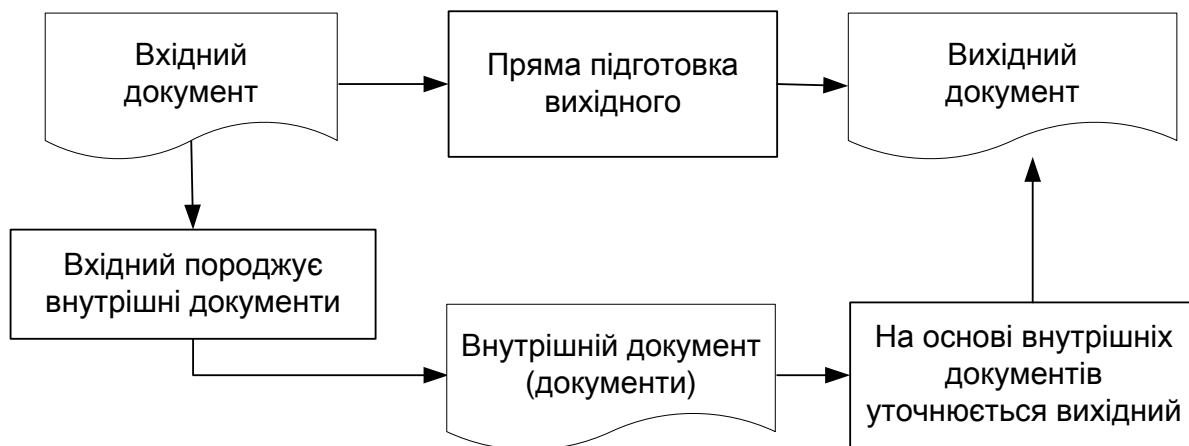 Вхідний
документ
Пряма підготовка
вихідного
Вихідний
документ
Вхідний породжує
внутрішні документи
Внутрішній документ
(документи)
На основі внутрішніх
документів
уточнюється вихідний